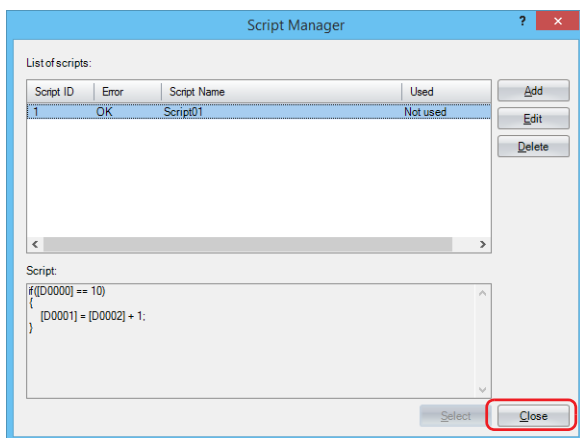 Script Manager
?
List of scripts:
Script ID Error Script Name Used
1 OK Script01 Not used
Add
Edit
Delete
Script:
if([D0000] == 10)
{
[D0001] = [D0002] + 1;
}
Select
Close